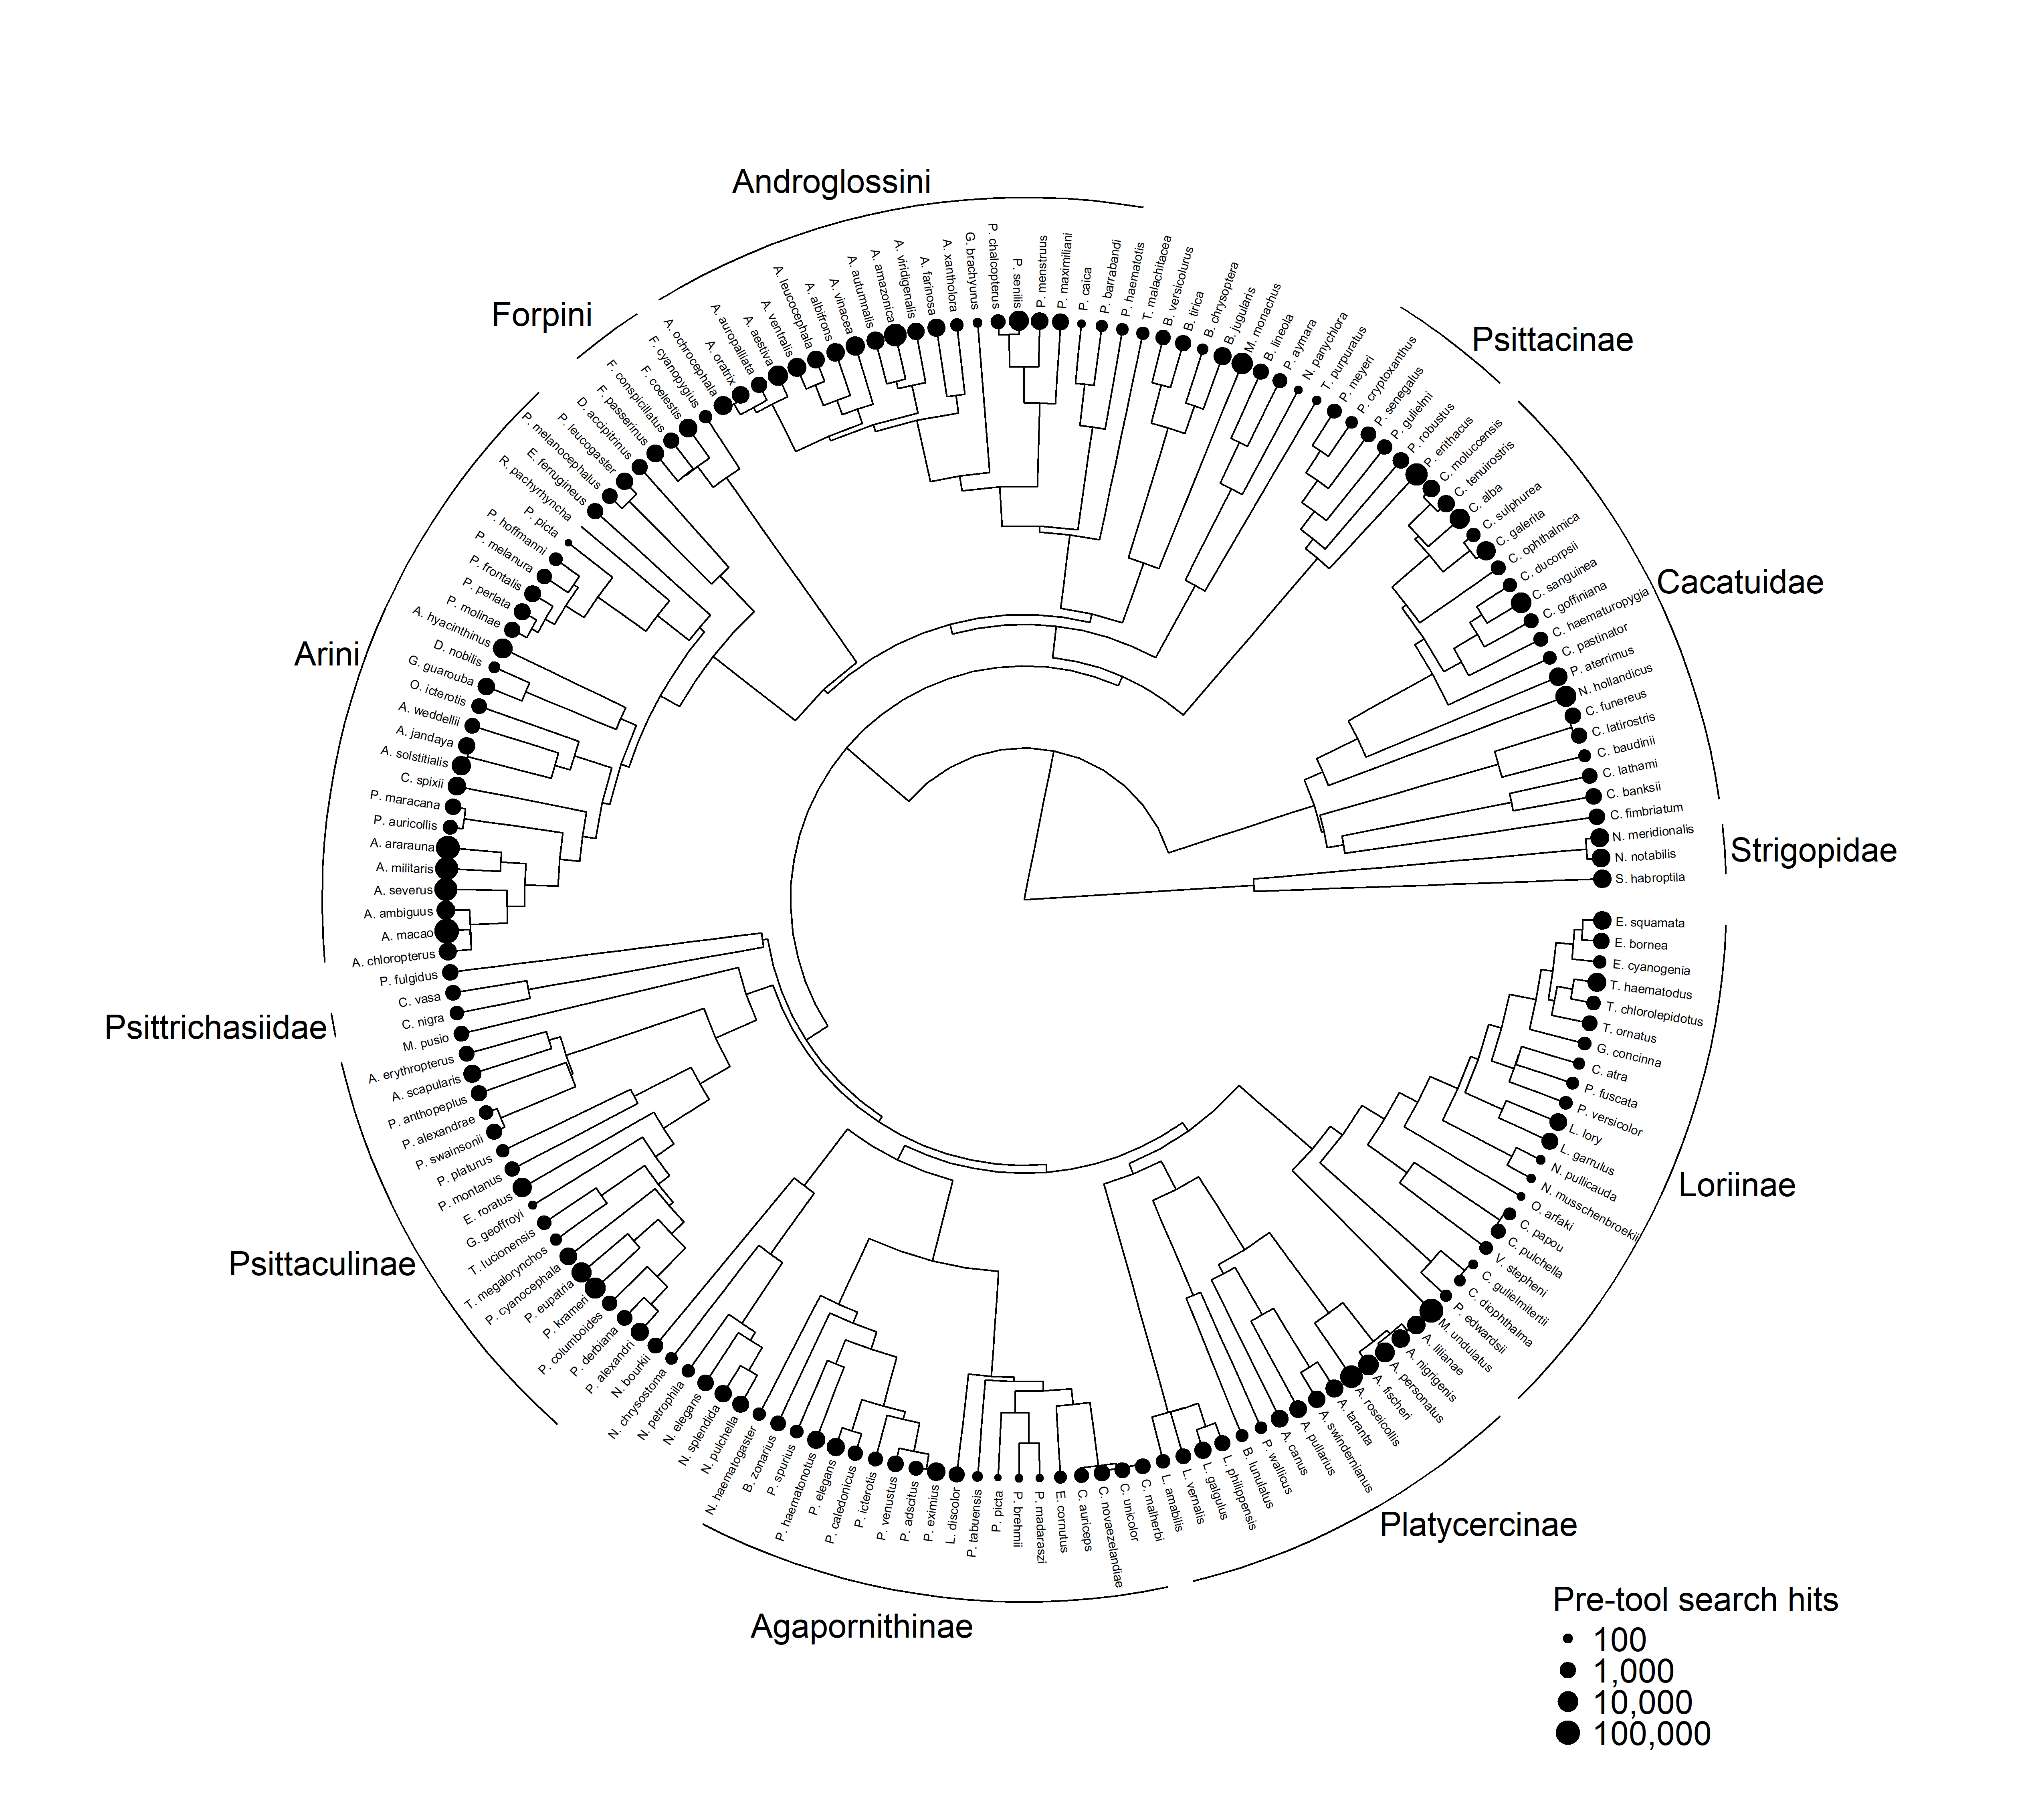 Androglossini
Forpini
Psittacinae
Cacatuidae
Arini
Strigopidae
Psittrichasiidae
Psittaculinae
Loriinae
Platycercinae
Agapornithinae
P. chalcopterus
P. senilis
P. menstruus
P. maximiliani
P. caica
P. barrabandi
P. haematotis
T. malachitacea
B. versicolurus
B. tirica
B. chrysoptera
B. jugularis
M. monachus
B. lineola
P. aymara
N. panychlora
T. purpuratus
P. meyeri
P. cryptoxanthus
P. senegalus
P. gulielmi
P. robustus
P. erithacus
C. moluccensis
C. tenuirostris
C. alba
C. sulphurea
C. galerita
C. ophthalmica
C. ducorpsii
C. sanguinea
C. goffiniana
C. haematuropygia
C. pastinator
P. aterrimus
N. hollandicus
C. funereus
C. latirostris
C. baudinii
C. lathami
C. banksii
C. fimbriatum
N. meridionalis
N. notabilis
S. habroptila
E. squamata
E. bornea
E. cyanogenia
T. haematodus
T. chlorolepidotus
T. ornatus
G. concinna
C. atra
P. fuscata
P. versicolor
L. lory
L. garrulus
N. pullicauda
N. musschenbroekii
O. arfaki
C. papou
C. pulchella
V. stepheni
C. gulielmitertii
C. diophthalma
P. edwardsii
M. undulatus
A. lilianae
A. nigrigenis
A. personatus
A. fischeri
A. roseicollis
A. taranta
A. swindernianus
A. pullarius
A. canus
P. wallicus
B. lunulatus
L. philippensis
L. galgulus
L. vernalis
L. amabilis
C. malherbi
C. unicolor
C. novaezelandiae
C. auriceps
E. cornutus
P. madaraszi
P. brehmii
P. picta
P. tabuensis
L. discolor
P. eximius
P. adscitus
P. venustus
P. icterotis
P. caledonicus
P. elegans
P. haematonotus
P. spurius
B. zonarius
N. haematogaster
N. pulchella
N. splendida
N. elegans
N. petrophila
N. chrysostoma
N. bourkii
P. alexandri
P. derbiana
P. columboides
P. krameri
P. eupatria
P. cyanocephala
T. megalorynchos
T. lucionensis
G. geoffroyi
E. roratus
P. montanus
P. platurus
P. swainsonii
P. alexandrae
P. anthopeplus
A. scapularis
A. erythropterus
M. pusio
C. nigra
C. vasa
P. fulgidus
A. chloropterus
A. macao
A. ambiguus
A. severus
A. militaris
A. ararauna
P. auricollis
P. maracana
C. spixii
A. solstitialis
A. jandaya
A. weddellii
O. icterotis
G. guarouba
D. nobilis
A. hyacinthinus
P. molinae
P. perlata
P. frontalis
P. melanura
P. hoffmanni
P. picta
R. pachyrhyncha
E. ferrugineus
P. melanocephalus
P. leucogaster
D. accipitrinus
F. passerinus
F. conspicillatus
F. coelestis
F. cyanopygius
A. ochrocephala
A. oratrix
A. auropalliata
A. aestiva
A. ventralis
A. leucocephala
A. albifrons
A. vinacea
A. autumnalis
A. amazonica
A. viridigenalis
A. farinosa
A. xantholora
G. brachyurus
Pre-tool search hits
100
1,000
10,000
100,000